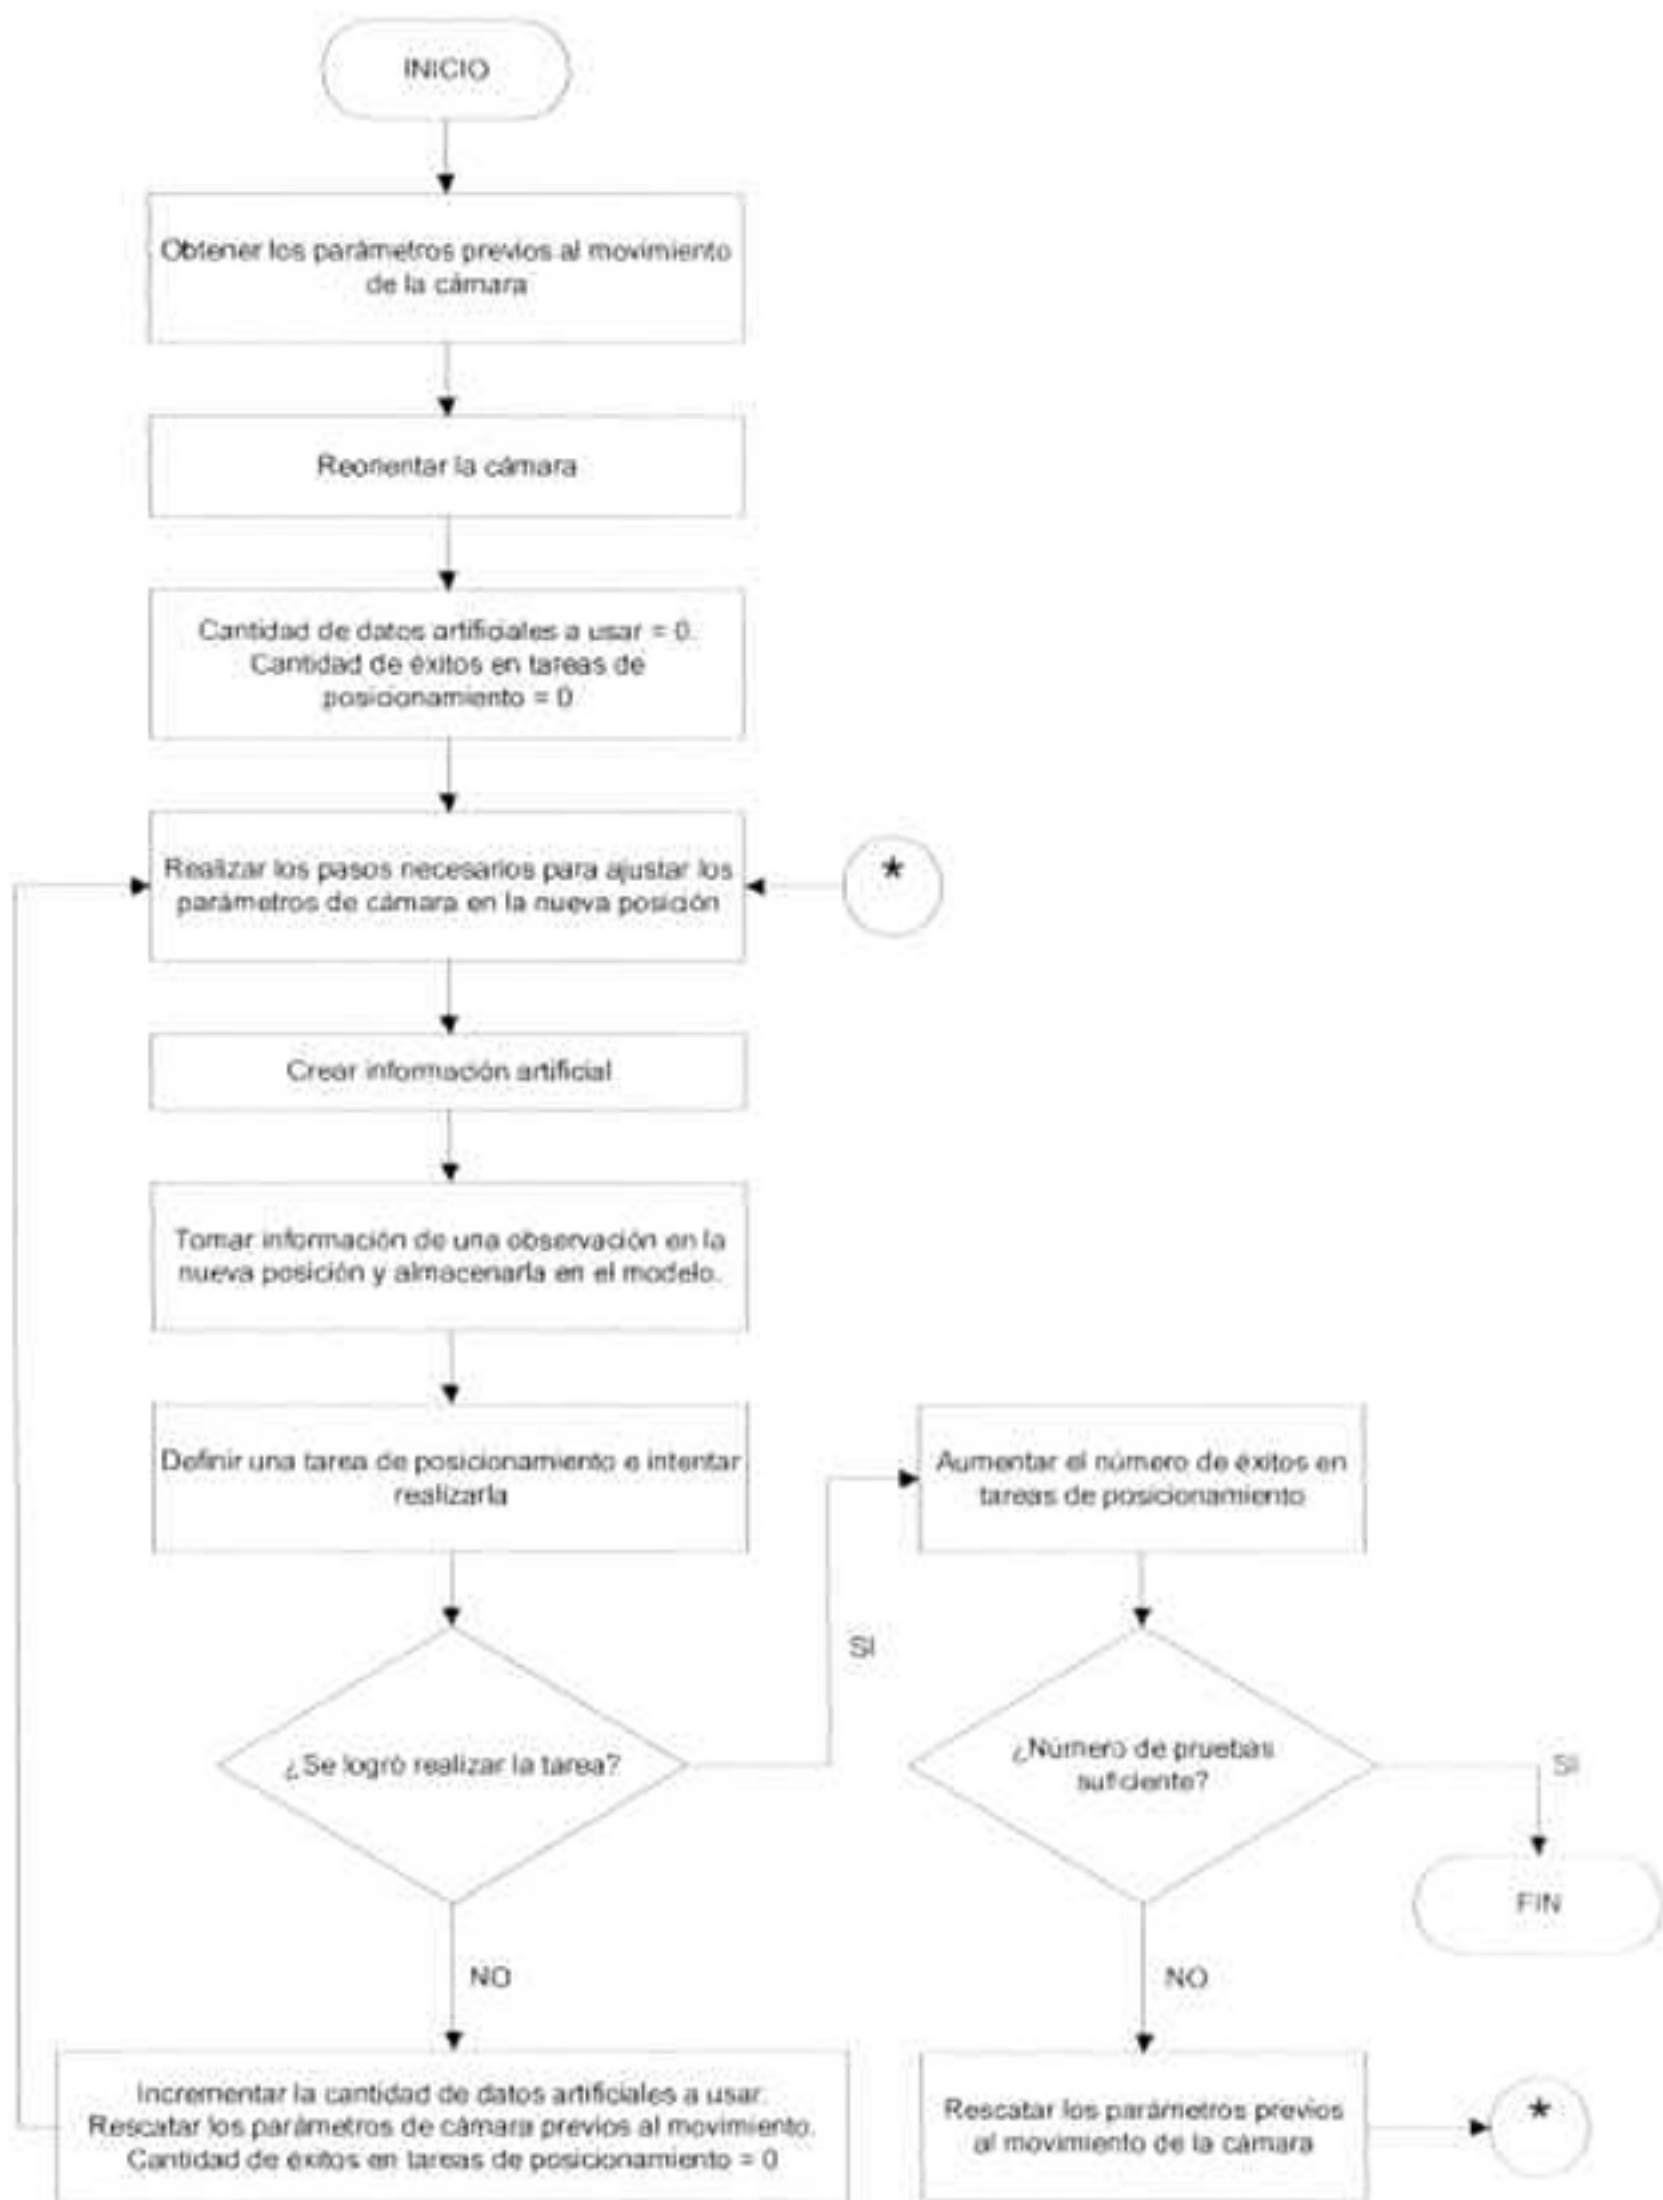 INICIO
Obtener los parámetros previos al movimiento
de la cámara
Reorientar la cámara
Cantidad de datos artificiales a usar = 0.
Cantidad de éxitos en tareas de
posicionamiento = 0
Realizar los pasos necesarios para ajustar los
parámetros de cámara en la nueva posición
*
Crear información artificial
Tomar información de una observación en la
nueva posición y almacenarla en el modelo.
Definir una tarea de posicionamiento e intentar
realizarla
Aumentar el número de éxitos en
tareas de posicionamiento
SI
¿Se logró realizar la tarea?
¿Número de pruebas
suficiente?
SI
FIN
NO
NO
Incrementar la cantidad de datos artificiales a usar.
Rescatar los parámetros de cámara previos al movimiento.
Cantidad de éxitos en tareas de posicionamiento = 0
Rescatar los parámetros previos
al movimiento de la cámara
*